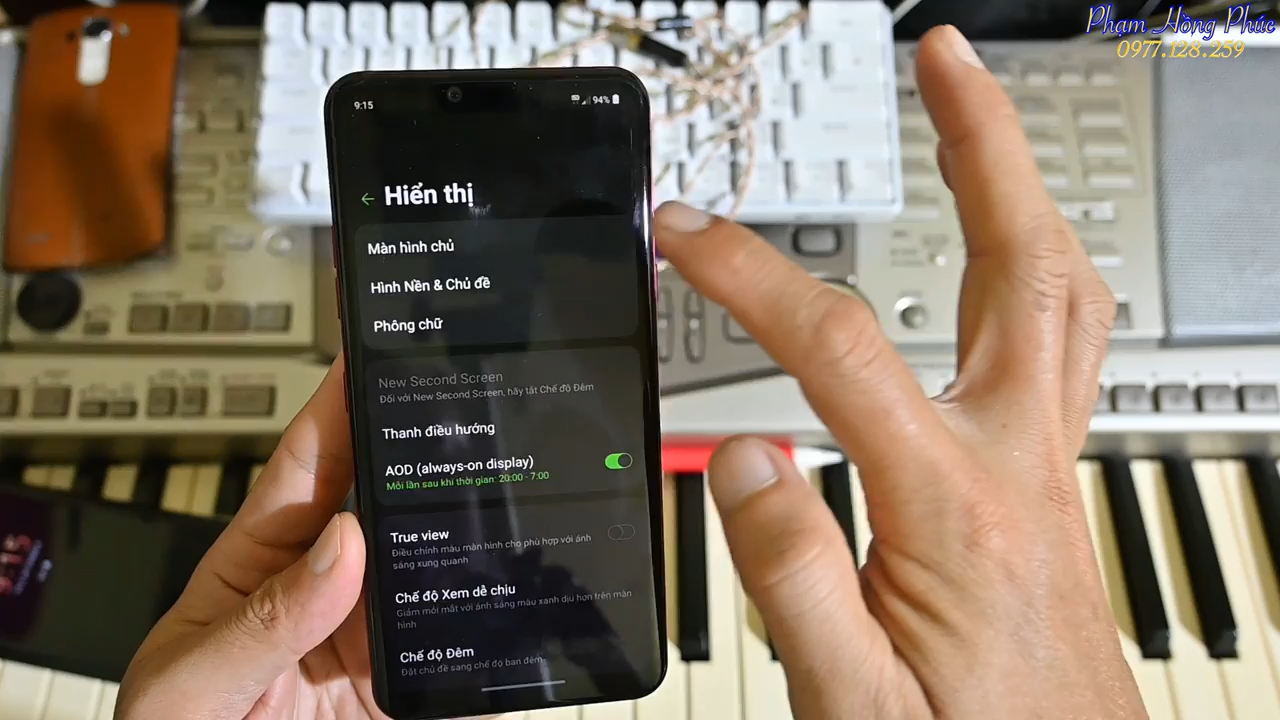 Phạm Hồng Phúc
0977.128.259
9:15
94%
Hiển thị
Màn hình chủ
Hình Nền & Chủ đề
Phông chữ
New Second Screen
Đối với New Second Screen, hãy tắt Chế độ Đêm
Thanh điều hướng
AOD (always-on display)
Mỗi lần sau khi thời gian: 20:00 - 7:00
True view
Điều chỉnh màu màn hình cho phù hợp với ánh
sáng xung quanh
Chế độ Xem dễ chịu
Giảm mỏi mắt với ánh sáng màu xanh dịu hơn trên màn
hình
Chế độ Đêm
Đặt chủ đề sang chế độ ban đêm.